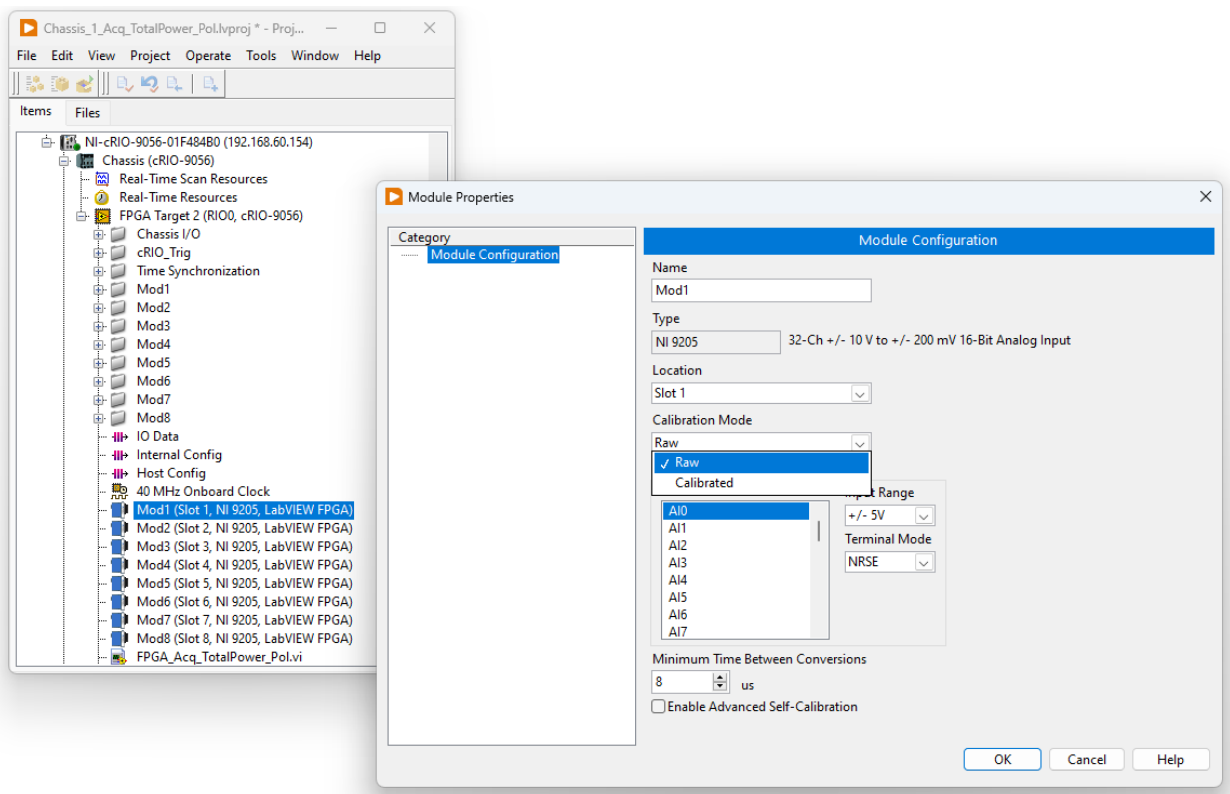 Chassis_1_Acq_TotalPower_Pol.lvproj * - Proj...
File Edit View Project Operate Tools Window Help
Items Files
NI-cRIO-9056-01F484B0 (192.168.60.154)
Chassis (cRIO-9056)
Real-Time Scan Resources
Real-Time Resources
FPGA Target 2 (RIO0, cRIO-9056)
Chassis I/O
cRIO_Trig
Time Synchronization
Mod1
Mod2
Mod3
Mod4
Mod5
Mod6
Mod7
Mod8
IO Data
Internal Config
Host Config
40 MHz Onboard Clock
Mod1 (Slot 1, NI 9205, LabVIEW FPGA)
Mod2 (Slot 2, NI 9205, LabVIEW FPGA)
Mod3 (Slot 3, NI 9205, LabVIEW FPGA)
Mod4 (Slot 4, NI 9205, LabVIEW FPGA)
Mod5 (Slot 5, NI 9205, LabVIEW FPGA)
Mod6 (Slot 6, NI 9205, LabVIEW FPGA)
Mod7 (Slot 7, NI 9205, LabVIEW FPGA)
Mod8 (Slot 8, NI 9205, LabVIEW FPGA)
FPGA_Acq_TotalPower_Pol.vi
Module Properties
Category
Module Configuration
Module Configuration
Name
Mod1
Type
NI 9205 32-Ch +/- 10 V to +/- 200 mV 16-Bit Analog Input
Location
Slot 1
Calibration Mode
Raw
Raw
Calibrated
Range
AI0
AI1
AI2
AI3
AI4
AI5
AI6
AI7
+/- 5V
Terminal Mode
NRSE
Minimum Time Between Conversions
8 us
Enable Advanced Self-Calibration
OK Cancel Help